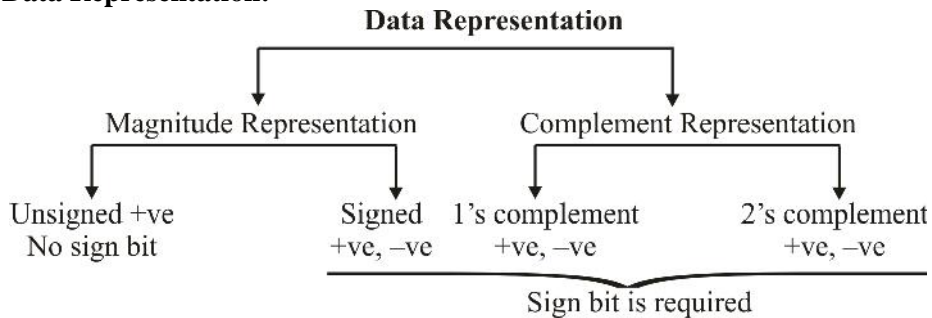 Data Representation:
Data Representation
Magnitude Representation Complement Representation
Unsigned +ve Signed 1’s complement 2’s complement
No sign bit +ve, –ve +ve, –ve +ve, –ve
Sign bit is required